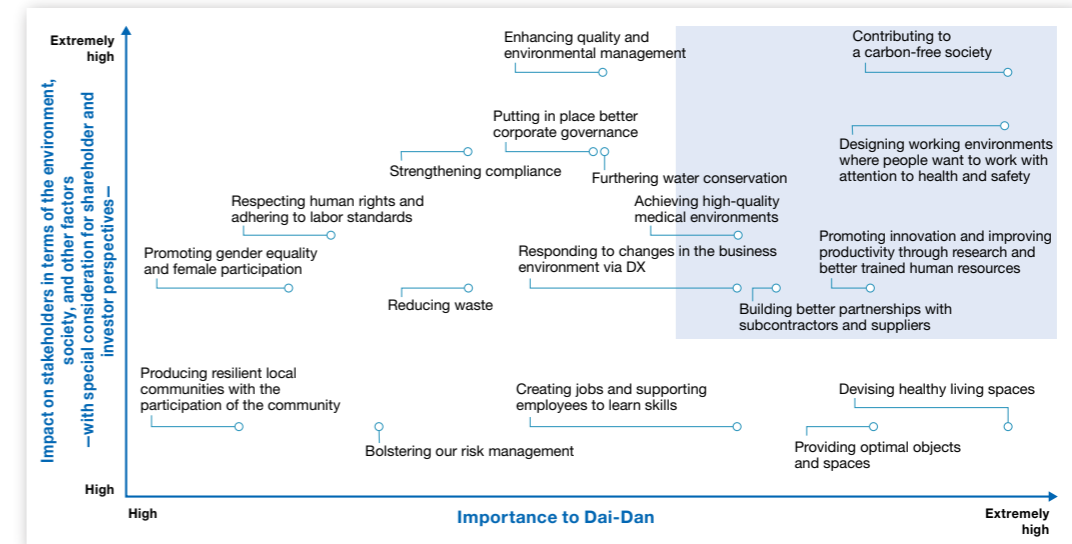 Extremely
high
Impact on stakeholders in terms of the environment,
society, and other factors
—with special consideration for shareholder and
investor perspectives—
Enhancing quality and
environmental management
Contributing to
a carbon-free society
Putting in place better
corporate governance
Strengthening compliance
Furthering water conservation
Designing working environments
where people want to work with
attention to health and safety
Respecting human rights and
adhering to labor standards
Achieving high-quality
medical environments
Promoting gender equality
and female participation
Responding to changes in the business
environment via DX
Promoting innovation and improving
productivity through research and
better trained human resources
Reducing waste
Building better partnerships with
subcontractors and suppliers
Producing resilient local
communities with the
participation of the community
Creating jobs and supporting
employees to learn skills
Devising healthy living spaces
Bolstering our risk management
Providing optimal objects
and spaces
High
High
Importance to Dai-Dan
Extremely
high